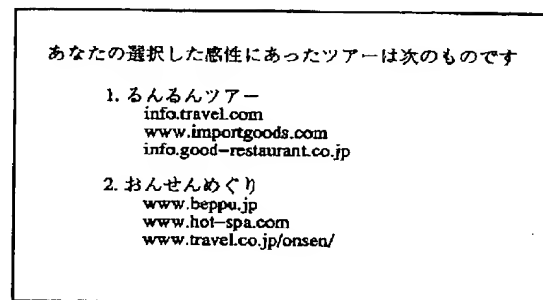 あなたの選択した感性にあったツアーは次のものです
1. るんるんツアー
info.travel.com
www.importgoods.com
info.good-restaurant.co.jp
2. おんせんめぐり
www.beppu.jp
www.hot-spa.com
www.travel.co.jp/onsen/